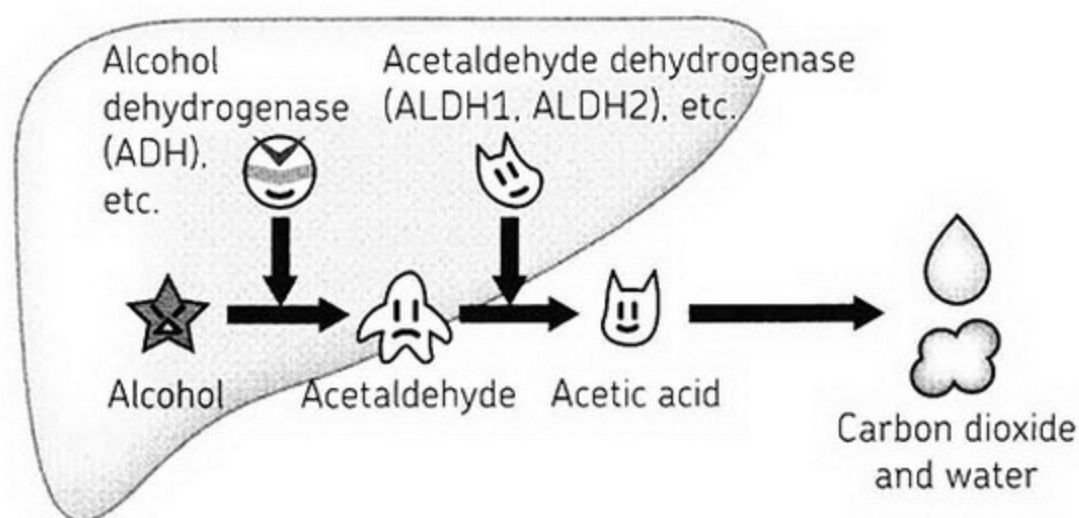 Alcohol
dehydrogenase
(ADH),
etc.
Acetaldehyde dehydrogenase
(ALDH1, ALDH2), etc.
Alcohol
Acetaldehyde
Acetic acid
Carbon dioxide
and water